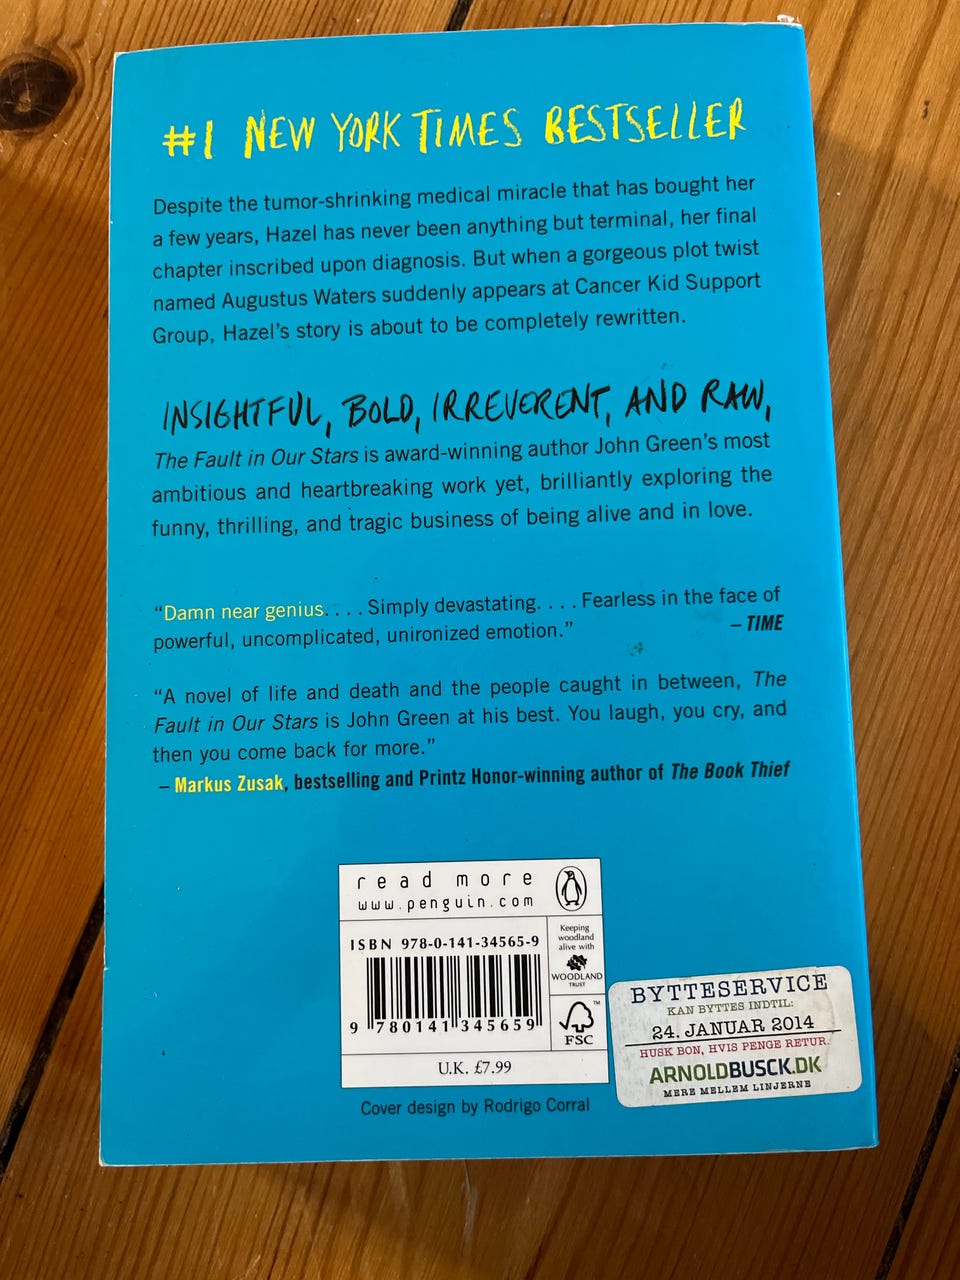 #1 NEW YORK TIMES BESTSELLER
Despite the tumor-shrinking medical miracle that has bought her
a few years, Hazel has never been anything but terminal, her final
chapter inscribed upon diagnosis. But when a gorgeous plot twist
named Augustus Waters suddenly appears at Cancer Kid Support
Group, Hazel's story is about to be completely rewritten.
INSIGHTFUL, BOLD, IRREVERENT, AND RAW,
The Fault in Our Stars is award-winning author John Green's most
ambitious and heartbreaking work yet, brilliantly exploring the
funny, thrilling, and tragic business of being alive and in love.
“Damn near genius. . . . Simply devastating. . . . Fearless in the face of
powerful, uncomplicated, unironized emotion.”
– TIME
“A novel of life and death and the people caught in between, The
Fault in Our Stars is John Green at his best. You laugh, you cry, and
then you come back for more.”
– Markus Zusak, bestselling and Printz Honor-winning author of The Book Thief
read more
www.penguin.com
ISBN 978-0-141-34565-9
9 780141 345659
Keeping
woodland
alive with
WOODLAND
TRUST
™
FSC
U.K. £7.99
Cover design by Rodrigo Corral
BYTTESERVICE
KAN BYTTES INDTIL:
24. JANUAR 2014
HUSK BON, HVIS PENGE RETUR.
ARNOLDBUSCK.DK
MERE MELLEM LINJERNE